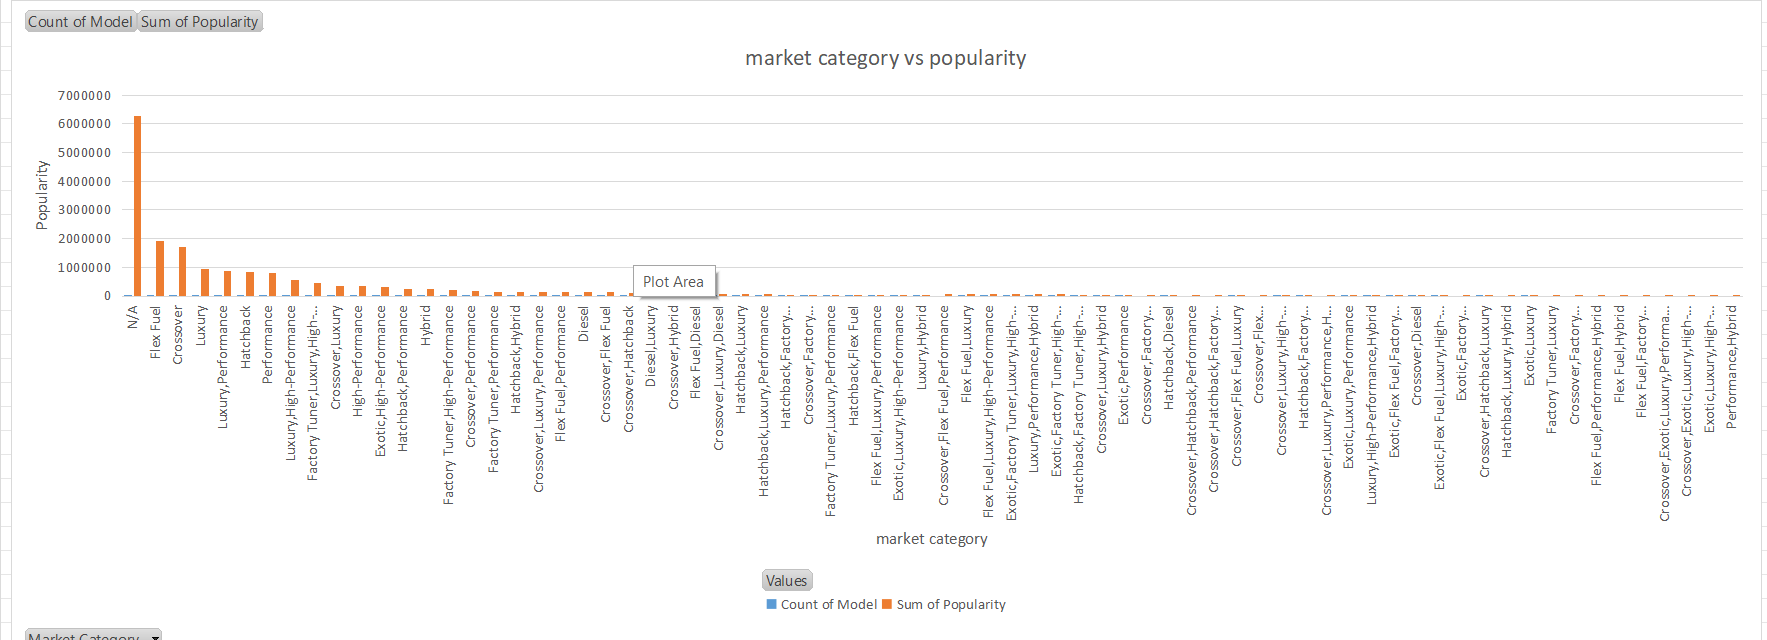 Count of Model Sum of Popularity
market category vs popularity
7000000
6000000
5000000
4000000
3000000
2000000
1000000
0
Popularity
Plot Area
N/A
Flex Fuel
Crossover
Luxury
Luxury,Performance
Hatchback
Performance
Luxury,High-Performance
Factory Tuner,Luxury,High-...
Crossover,Luxury
High-Performance
Exotic,High-Performance
Hatchback,Performance
Hybrid
Factory Tuner,High-Performance
Crossover,Performance
Factory Tuner,Performance
Hatchback,Hybrid
Crossover,Luxury,Performance
Flex Fuel,Performance
Diesel
Crossover,Flex Fuel
Crossover,Hatchback
Diesel,Luxury
Crossover,Hybrid
Flex Fuel,Diesel
Crossover,Luxury,Diesel
Hatchback,Luxury
Hatchback,Luxury,Performance
Hatchback,Factory...
Crossover,Factory...
Factory Tuner,Luxury,Performance
Hatchback,Flex Fuel
Flex Fuel,Luxury,Performance
Exotic,Luxury,High-Performance
Luxury,Hybrid
Crossover,Flex Fuel,Performance
Flex Fuel,Luxury
Flex Fuel,Luxury,High-Performance
Exotic,Factory Tuner,Luxury,High-...
Luxury,Performance,Hybrid
Exotic,Factory Tuner,High-...
Hatchback,Factory Tuner,High-...
Crossover,Luxury,Hybrid
Exotic,Performance
Crossover,Factory...
Hatchback,Diesel
Crossover,Hatchback,Performance
Crossover,Hatchback,Factory...
Crossover,Flex Fuel,Luxury
Crossover,Flex...
Crossover,Luxury,High-...
Hatchback,Factory...
Crossover,Luxury,Performance,H...
Exotic,Luxury,Performance
Luxury,High-Performance,Hybrid
Exotic,Flex Fuel,Factory...
Crossover,Diesel
Exotic,Flex Fuel,Luxury,High-...
Exotic,Factory...
Crossover,Hatchback,Luxury
Hatchback,Luxury,Hybrid
Exotic,Luxury
Factory Tuner,Luxury
Crossover,Factory...
Flex Fuel,Performance,Hybrid
Flex Fuel,Hybrid
Flex Fuel,Factory...
Crossover,Exotic,Luxury,Performa...
Crossover,Exotic,Luxury,High-...
Exotic,Luxury,High-...
Performance,Hybrid
market category
Values
Count of Model Sum of Popularity
Market Category